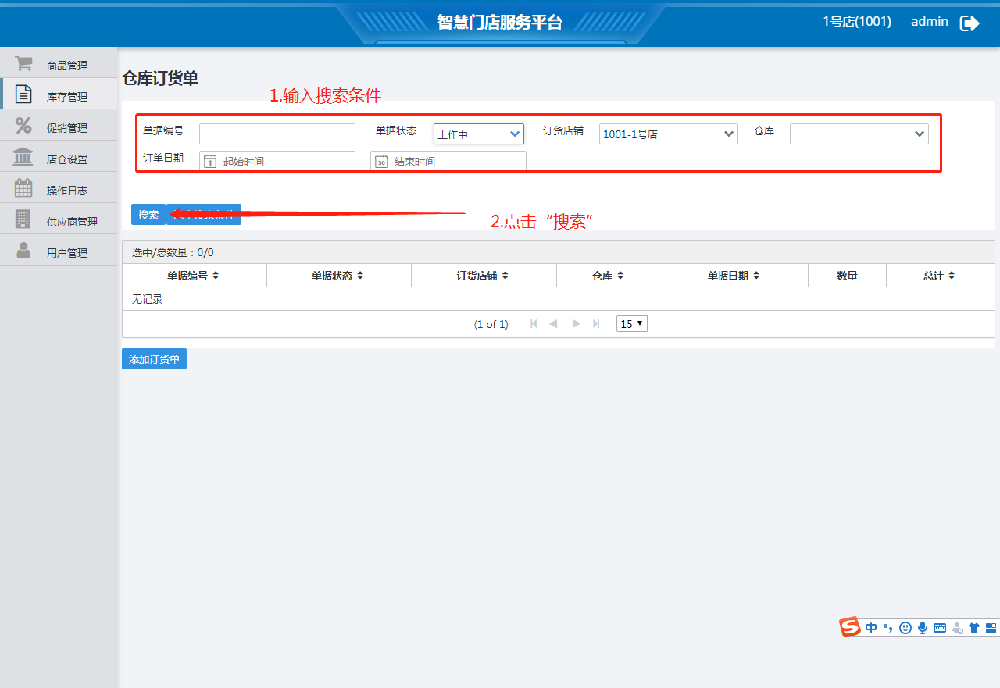 智慧门店服务平台
1号店(1001) admin
商品管理
库存管理
促销管理
店仓设置
操作日志
供应商管理
用户管理
仓库订货单
1.输入搜索条件
单据编号 单据状态 工作中 订货店铺 1001-1号店 仓库
订单日期 1 起始时间 30 结束时间
搜索
2.点击“搜索”
选中/总数量：0/0
单据编号 单据状态 订货店铺 仓库 单据日期 数量 总计
无记录
(1 of 1) 15
添加订货单
S 中